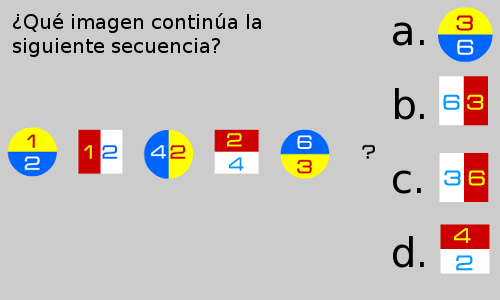 ¿Qué imagen continúa la
siguiente secuencia?
1
2
1 2
4 2
2
4
6
3
?
a. 3
6
b. 6 3
c. 3 6
d. 4
2